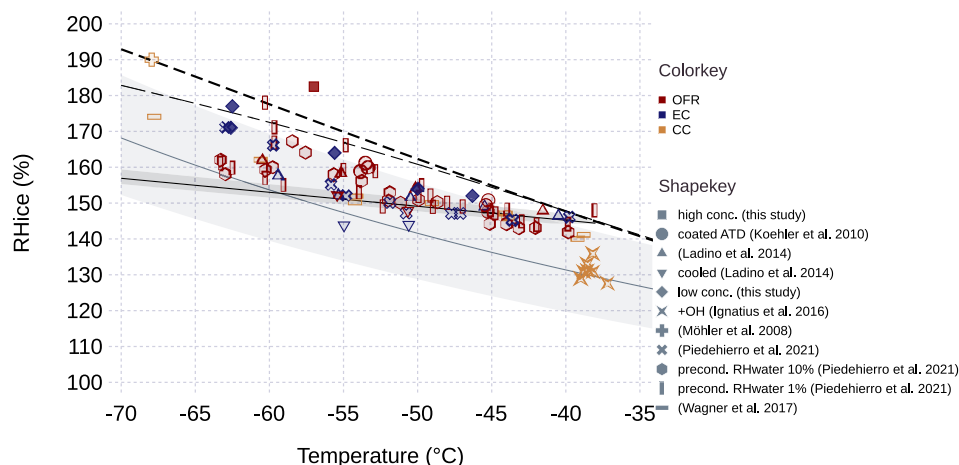 200
190
180
170
160
150
140
130
120
110
100
RHice (%)
-70
-65
-60
-55
-50
-45
-40
-35
Temperature (°C)
Colorkey
OFR
EC
CC
Shapekey
high conc. (this study)
coated ATD (Koehler et al. 2010)
(Ladino et al. 2014)
cooled (Ladino et al. 2014)
low conc. (this study)
+OH (Ignatius et al. 2016)
(Möhler et al. 2008)
(Piedehierro et al. 2021)
precond. RHwater 10% (Piedehierro et al. 2021)
precond. RHwater 1% (Piedehierro et al. 2021)
(Wagner et al. 2017)